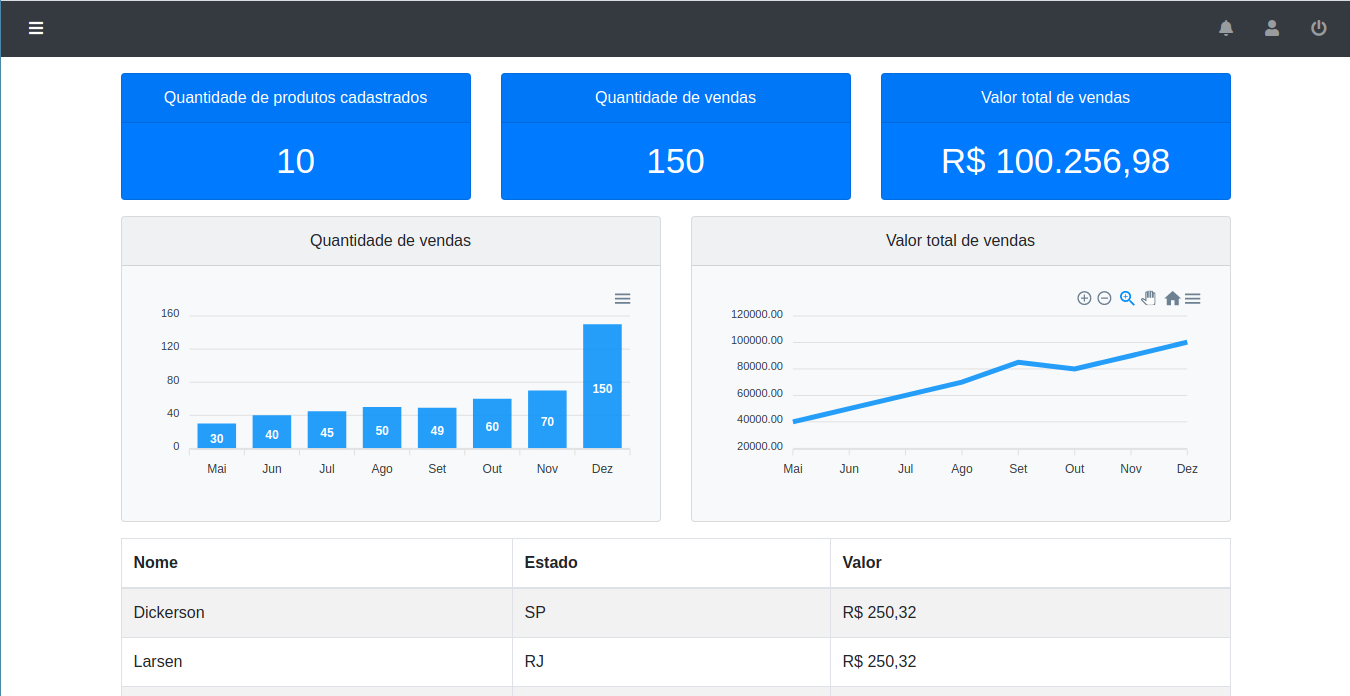 Quantidade de produtos cadastrados
10
Quantidade de vendas
150
Valor total de vendas
R$ 100.256,98
Quantidade de vendas
160
120
80
40
0
30
40
45
50
49
60
70
150
Mai Jun Jul Ago Set Out Nov Dez
Valor total de vendas
120000.00
100000.00
80000.00
60000.00
40000.00
20000.00
Mai Jun Jul Ago Set Out Nov Dez
Nome Estado Valor
Dickerson SP R$ 250,32
Larsen RJ R$ 250,32